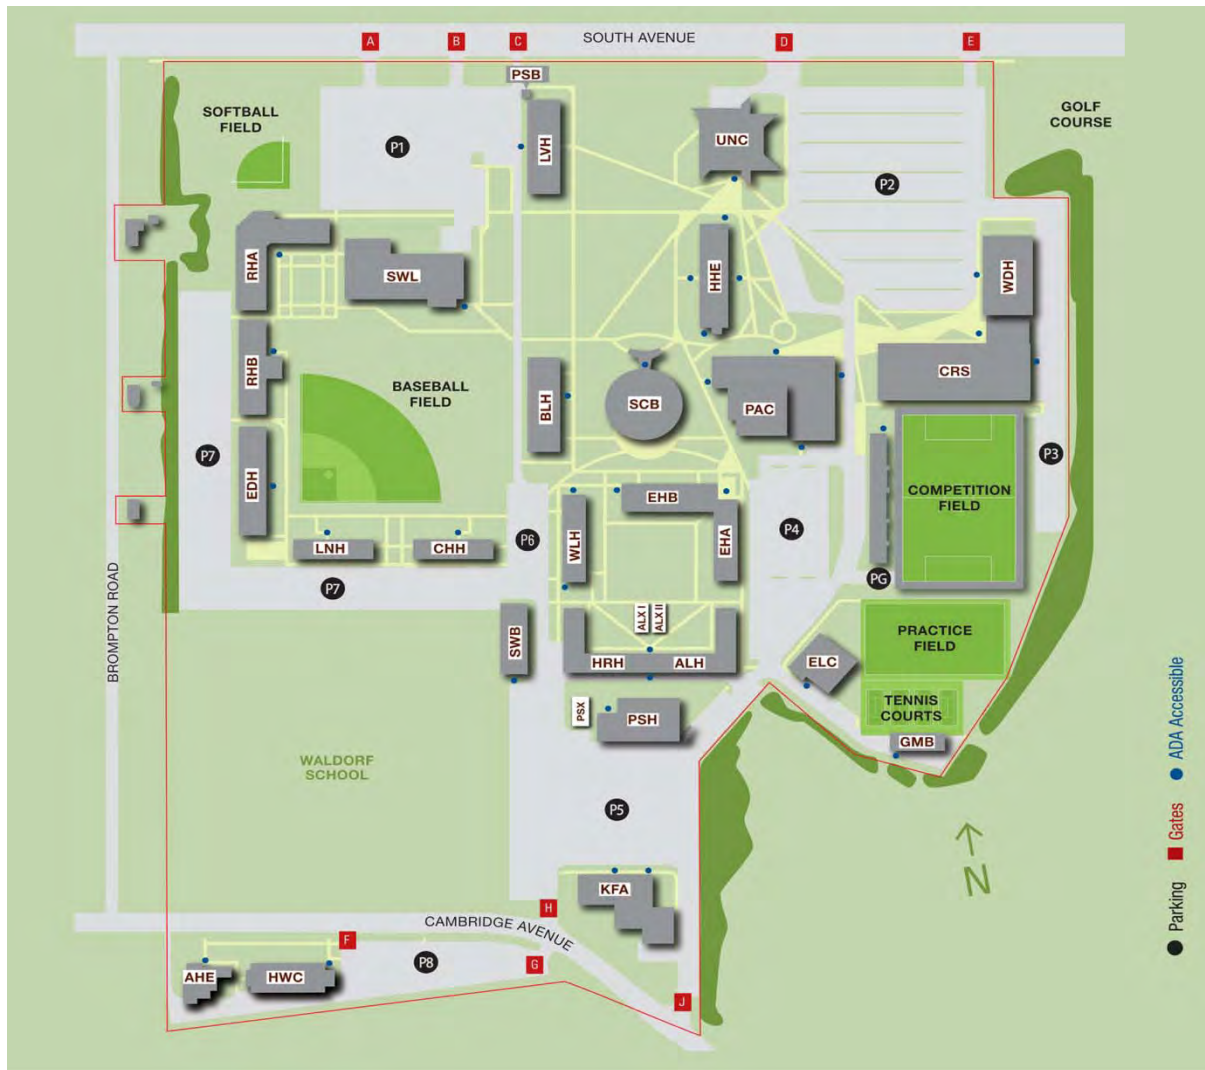 SOUTH AVENUE
A
B
C
D
E
PSB
SOFTBALL
FIELD
GOLF
COURSE
P1
LVH
UNC
P2
RHA
SWL
HHE
WDH
RHB
BASEBALL
FIELD
BLH
SCB
PAC
CRS
P7
EDH
P3
COMPETITION
FIELD
EHB
WLH
EHA
P4
P6
LNH
CHH
P7
PG
BROMPTON ROAD
SWB
ALX I
ALX II
HRH
ALH
PRACTICE
FIELD
ELC
PSX
PSH
TENNIS
COURTS
GMB
WALDORF
SCHOOL
P5
N
KFA
H
CAMBRIDGE AVENUE
F
G
P8
AHE
HWC
J
Parking
Gates
ADA Accessible